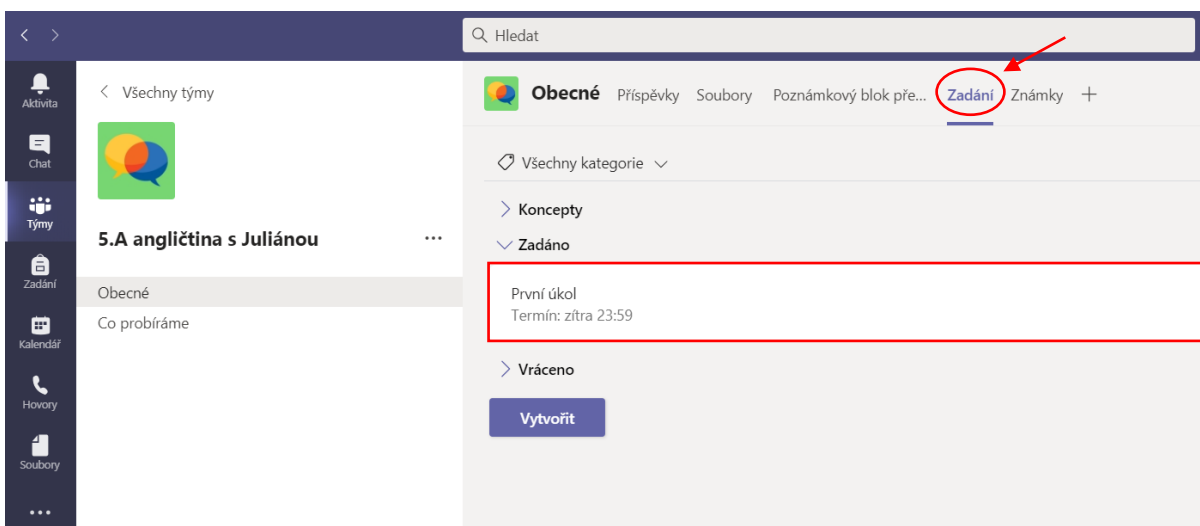 Hledat
Aktivita
Chat
Týmy
Zadání
Kalendář
Hovory
Soubory
Všechny týmy
5.A angličtina s Juliánou
Obecné
Co probíráme
Obecné Příspěvky Soubory Poznámkový blok pře... Zadání Známky
Všechny kategorie
Koncepty
Zadáno
První úkol
Termín: zítra 23:59
Vráceno
Vytvořit